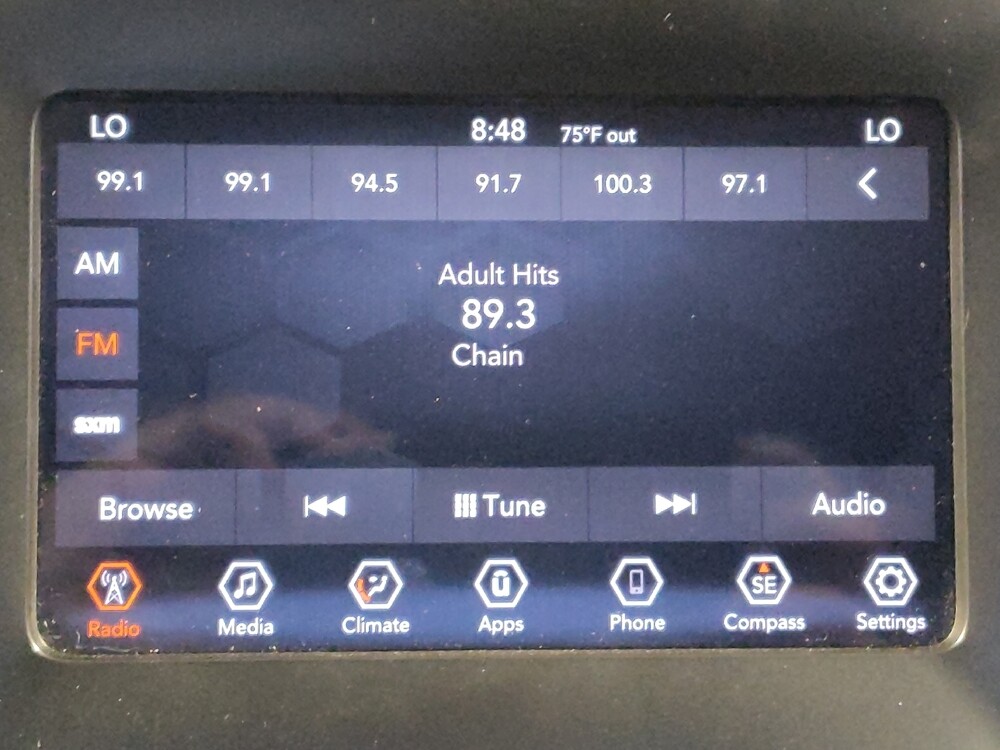 LO 8:48 75°F out LO
99.1 99.1 94.5 91.7 100.3 97.1
AM
Adult Hits
89.3
FM
Chain
sxm
Browse Tune Audio
SE
Radio Media Climate Apps Phone Compass Settings